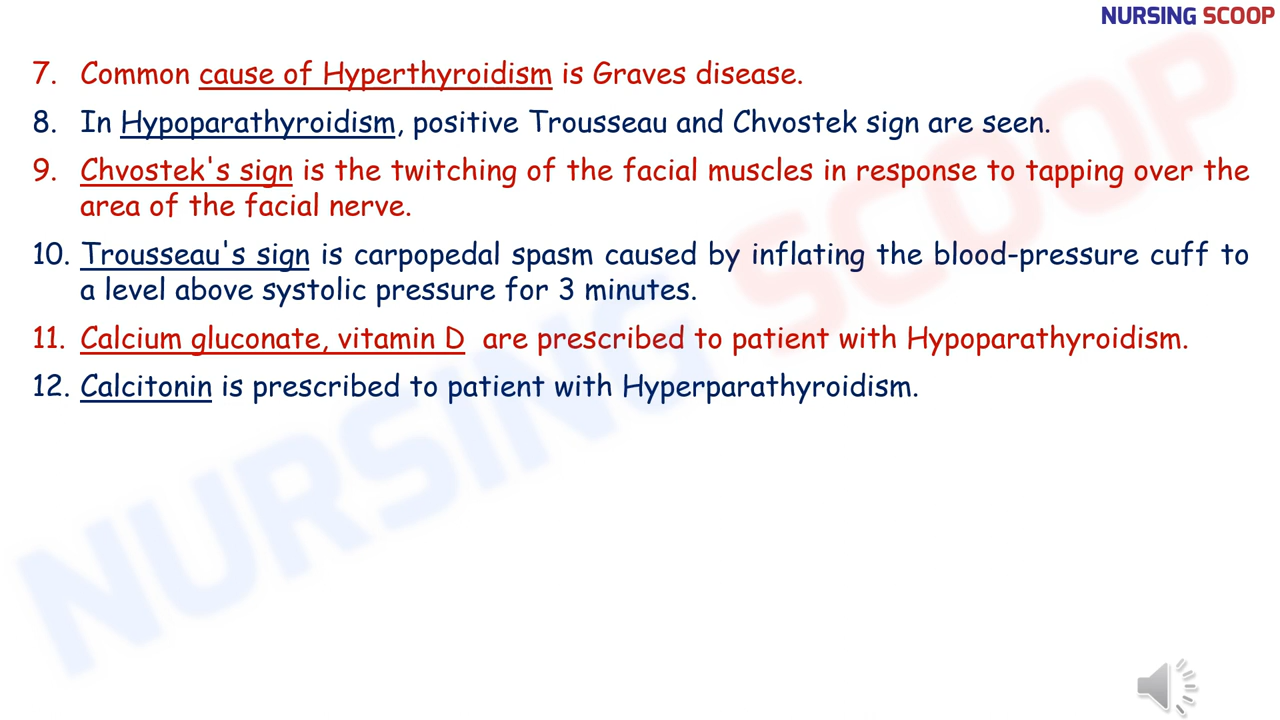 NURSING SCOOP
7. Common cause of Hyperthyroidism is Graves disease.
8. In Hypoparathyroidism, positive Trousseau and Chvostek sign are seen.
9. Chvostek's sign is the twitching of the facial muscles in response to tapping over the
area of the facial nerve.
10. Trousseau's sign is carpopedal spasm caused by inflating the blood-pressure cuff to
a level above systolic pressure for 3 minutes.
11. Calcium gluconate, vitamin D are prescribed to patient with Hypoparathyroidism.
12. Calcitonin is prescribed to patient with Hyperparathyroidism.
NURSING SCOOP